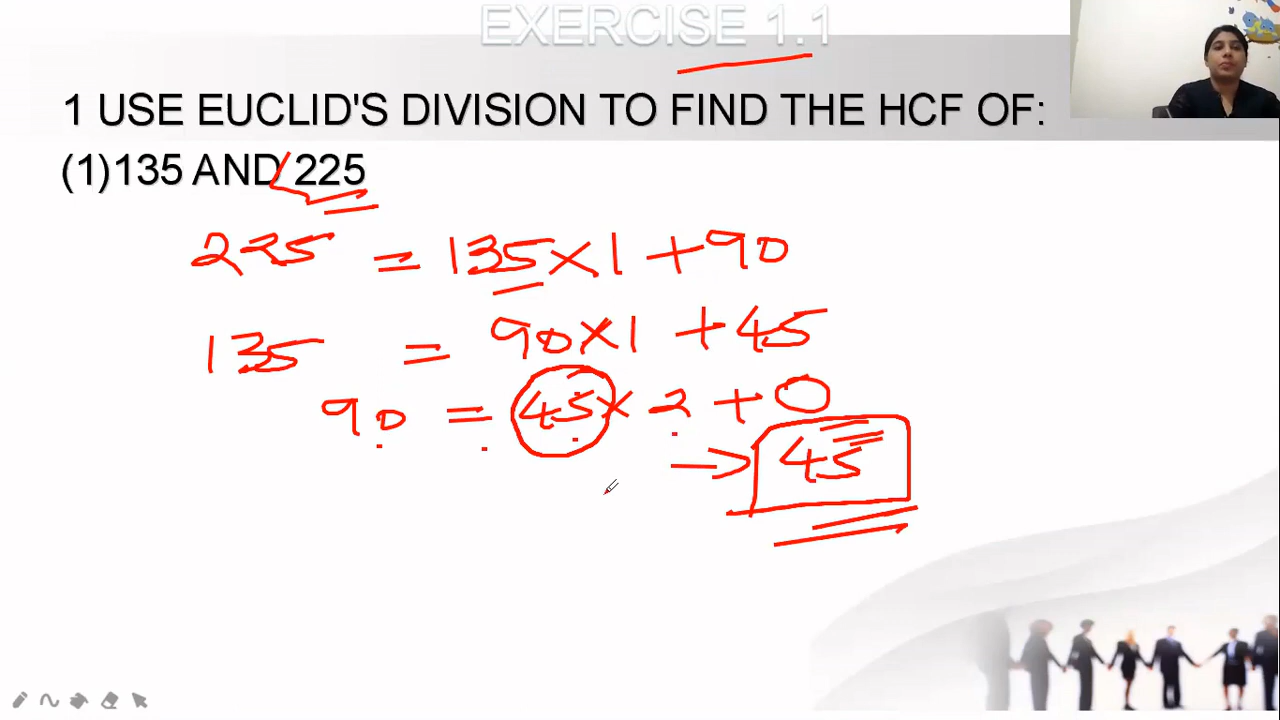 EXERCISE 1.1
1 USE EUCLID'S DIVISION TO FIND THE HCF OF:
(1)135 AND 225
225 = 135 × 1 + 90
135 = 90 × 1 + 45
90 = 45 × 2 + 0
→ 45